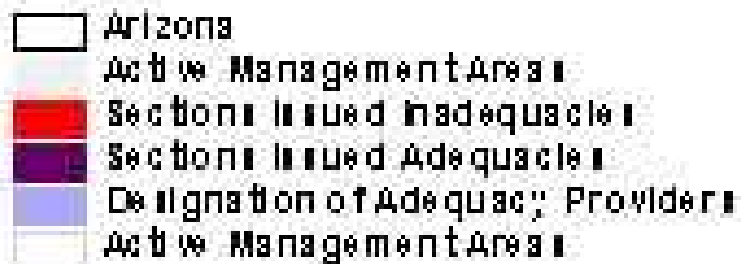 Arizona
Active Management Areas
Sections Issued Inadequacies
Sections Issued Adequacies
Designation of Adequacy Providers
Active Management Areas